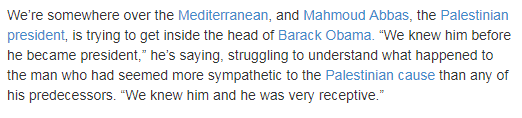 We’re somewhere over the Mediterranean, and Mahmoud Abbas, the Palestinian
president, is trying to get inside the head of Barack Obama. “We knew him before
he became president,” he’s saying, struggling to understand what happened to
the man who had seemed more sympathetic to the Palestinian cause than any of
his predecessors. “We knew him and he was very receptive.”